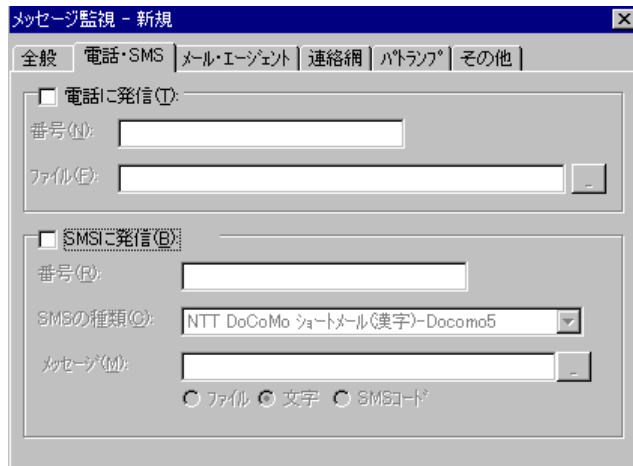 メッセージ監視 - 新規
全般 電話・SMS ﾒｰﾙ・ｴｰｼﾞｪﾝﾄ 連絡網 ﾊﾟﾄﾗﾝﾌﾟ その他
電話に発信(T):
番号(N):
ﾌｧｲﾙ(F):
SMSに発信(B):
番号(R):
SMSの種類(C): NTT DoCoMo ｼｮｰﾄﾒｰﾙ(漢字)-Docomo5
ﾒｯｾｰｼﾞ(M):
ﾌｧｲﾙ 文字 SMSｺｰﾄﾞ